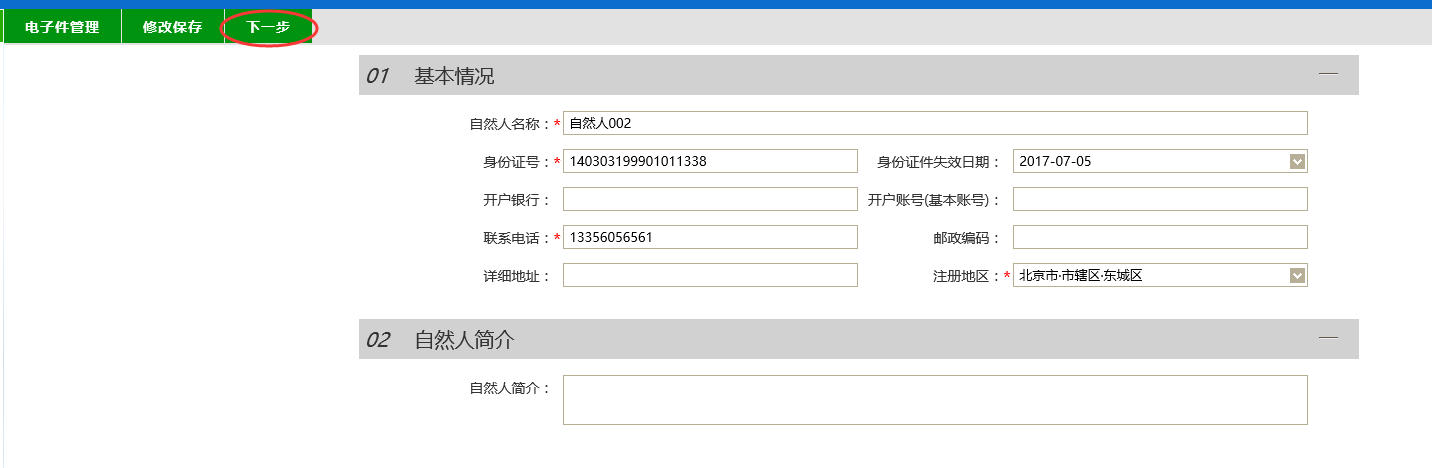 电子件管理 修改保存 下一步
01 基本情况
自然人名称：* 自然人002
身份证号：* 140303199901011338 身份证件失效日期： 2017-07-05
开户银行： 开户账号(基本账号)：
联系电话：* 13356056561 邮政编码：
详细地址： 注册地区：* 北京市·市辖区·东城区
02 自然人简介
自然人简介：